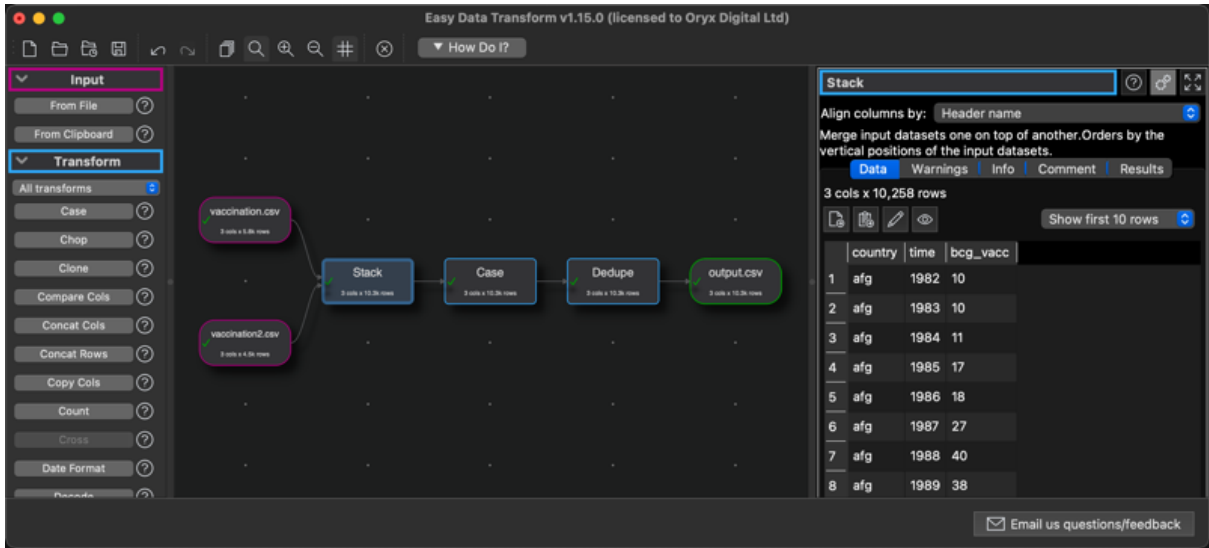 Easy Data Transform v1.15.0 (licensed to Oryx Digital Ltd)
▼ How Do I?
Input
From File ?
From Clipboard ?
Transform
All transforms
Case ?
Chop ?
Clone ?
Compare Cols ?
Concat Cols ?
Concat Rows ?
Copy Cols ?
Count ?
Cross ?
Date Format ?
Decode ?
vaccination.csv
3 cols x 5.8k rows
vaccination2.csv
3 cols x 4.5k rows
Stack
3 cols x 10.3k rows
Case
3 cols x 10.3k rows
Dedupe
3 cols x 10.3k rows
output.csv
3 cols x 10.3k rows
Stack ?
Align columns by: Header name
Merge input datasets one on top of another.Orders by the
vertical positions of the input datasets.
Data Warnings Info Comment Results
3 cols x 10,258 rows
Show first 10 rows
country time bcg_vacc
1 afg 1982 10
2 afg 1983 10
3 afg 1984 11
4 afg 1985 17
5 afg 1986 18
6 afg 1987 27
7 afg 1988 40
8 afg 1989 38
Email us questions/feedback